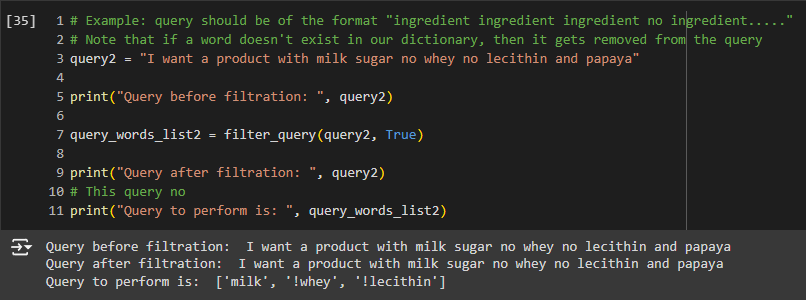 [35] 1 # Example: query should be of the format "ingredient ingredient ingredient no ingredient....."
2 # Note that if a word doesn't exist in our dictionary, then it gets removed from the query
3 query2 = "I want a product with milk sugar no whey no lecithin and papaya"
4
5 print("Query before filtration: ", query2)
6
7 query_words_list2 = filter_query(query2, True)
8
9 print("Query after filtration: ", query2)
10 # This query no
11 print("Query to perform is: ", query_words_list2)
Query before filtration:  I want a product with milk sugar no whey no lecithin and papaya
Query after filtration:  I want a product with milk sugar no whey no lecithin and papaya
Query to perform is:  ['milk', '!whey', '!lecithin']